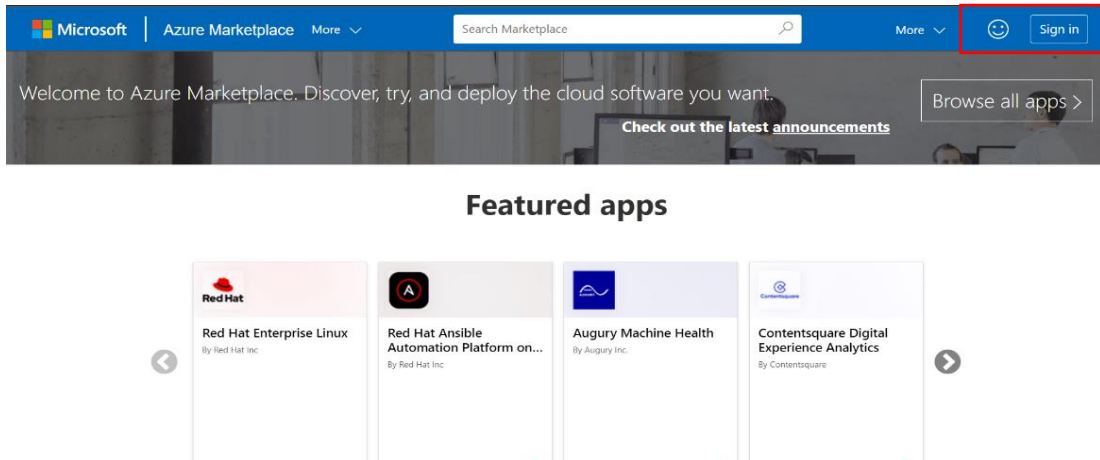 Microsoft Azure Marketplace More Search Marketplace More Sign in
Welcome to Azure Marketplace. Discover, try, and deploy the cloud software you want.
Browse all apps >
Check out the latest announcements
Featured apps
Red Hat
Red Hat Enterprise Linux
By Red Hat Inc
Red Hat Ansible
Automation Platform on...
By Red Hat Inc
AUGURY
Augury Machine Health
By Augury Inc.
Contentsquare
Contentsquare Digital
Experience Analytics
By Contentsquare